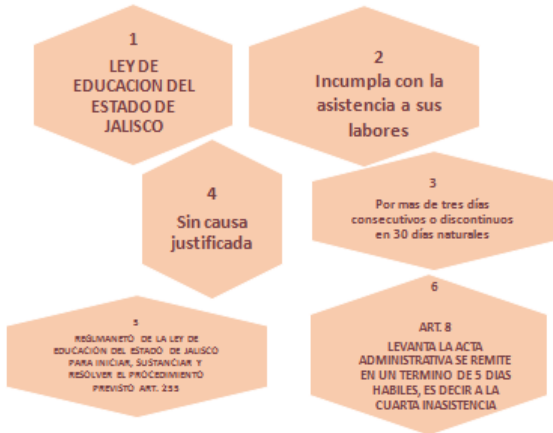 1
LEY DE
EDUCACION DEL
ESTADO DE
JALISCO
2
Incumpla con la
asistencia a sus
labores
4
Sin causa
justificada
3
Por mas de tres días
consecutivos o discontinuos
en 30 días naturales
5
REGLMANETO DE LA LEY DE
EDUCACIÓN DEL ESTADO DE JALISCO
PARA INICIAR, SUSTANCIAR Y
RESOLVER EL PROCEDIMIENTO
PREVISTO ART. 255
6
ART. 8
LEVANTA LA ACTA
ADMINISTRATIVA SE REMITE
EN UN TERMINO DE 5 DIAS
HABILES, ES DECIR A LA
CUARTA INASISTENCIA